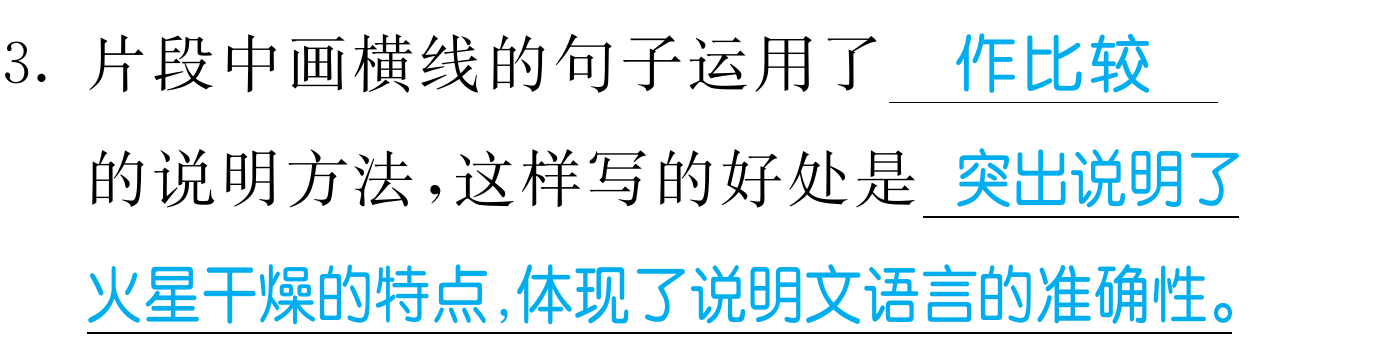 3. 片段中画横线的句子运用了 作比较
的说明方法,这样写的好处是 突出说明了
火星干燥的特点,体现了说明文语言的准确性。